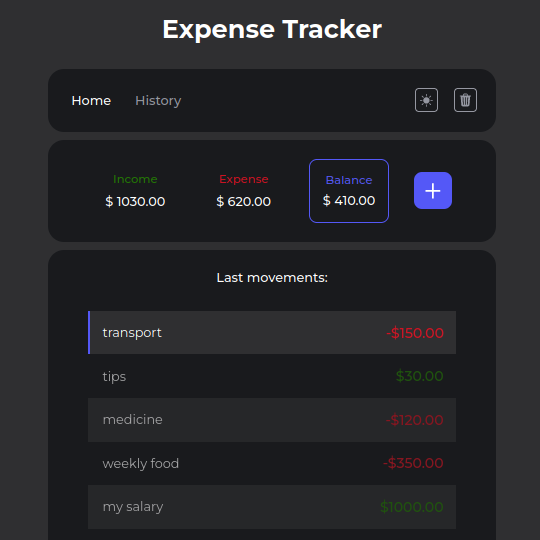 Expense Tracker
Home History
Income Expense Balance
$ 1030.00 $ 620.00 $ 410.00
Last movements:
transport -$150.00
tips $30.00
medicine -$120.00
weekly food -$350.00
my salary $1000.00